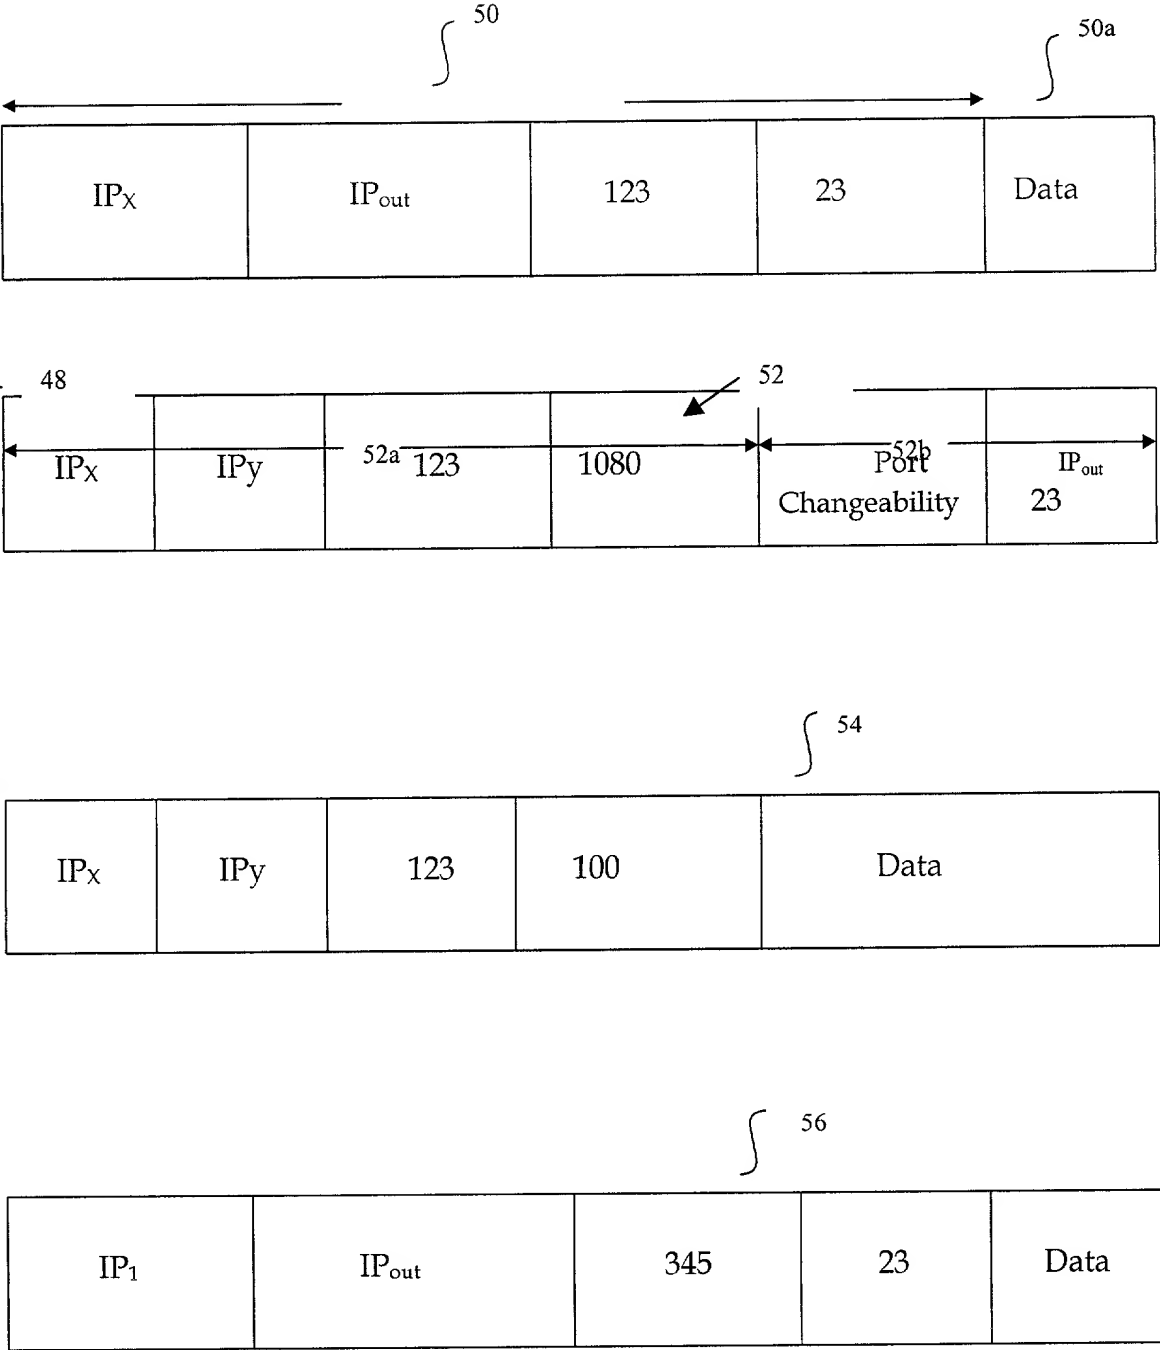 50
50a
IPX IPout 123 23 Data
48
52
52a
52b
IPX IPy 123 1080 Port IPout
Changeability 23
54
IPX IPy 123 100 Data
56
IP1 IPout 345 23 Data